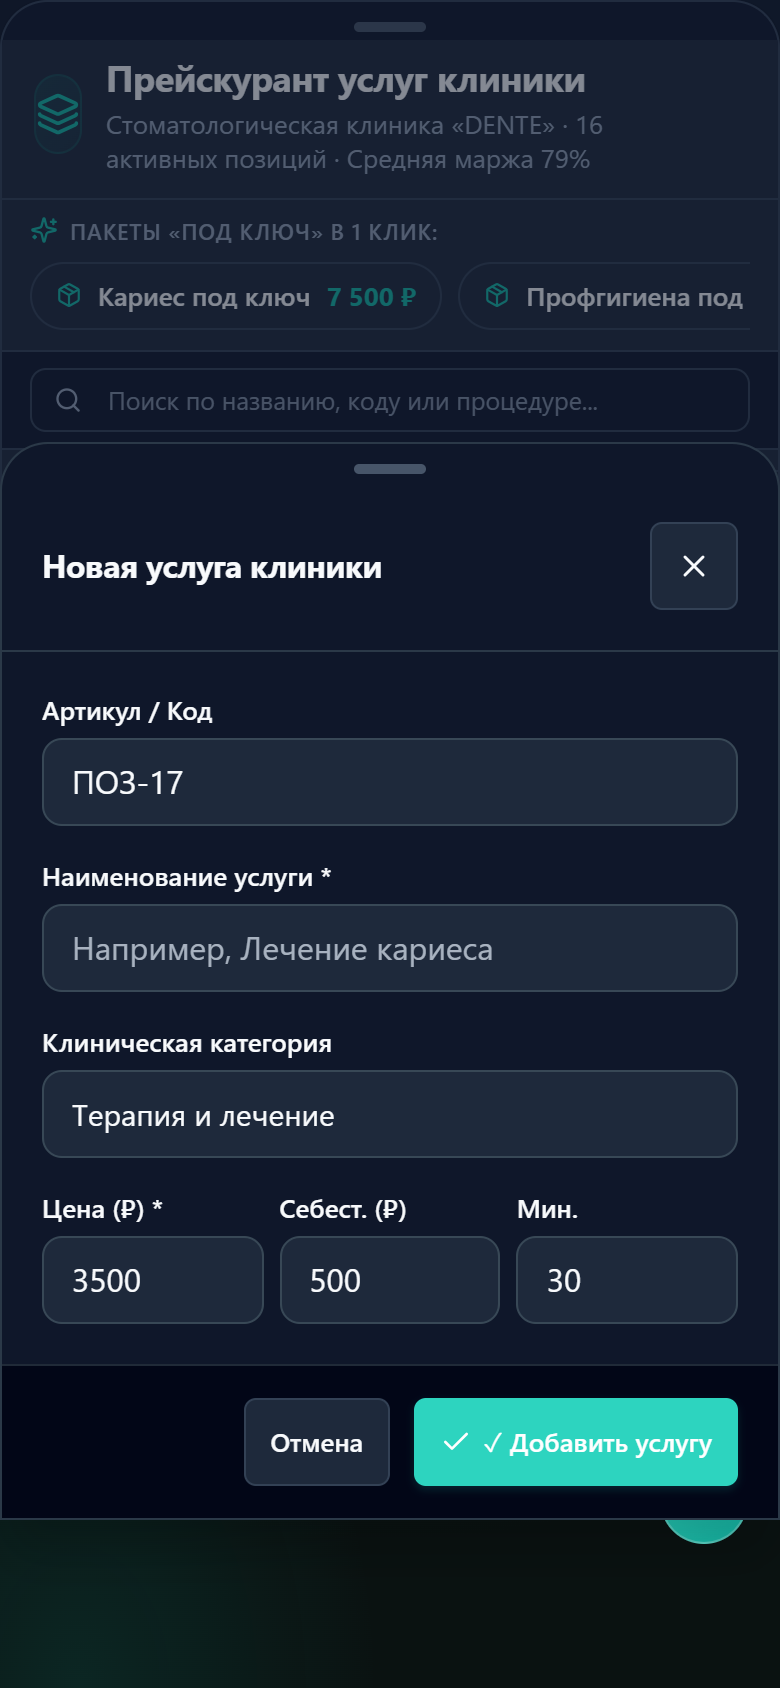 Прейскурант услуг клиники
Стоматологическая клиника «DENTE» · 16
активных позиций · Средняя маржа 79%
ПАКЕТЫ «ПОД КЛЮЧ» В 1 КЛИК:
Кариес под ключ 7 500 ₽
Профгигиена под
Поиск по названию, коду или процедуре...
Новая услуга клиники
Артикул / Код
ПОЗ-17
Наименование услуги *
Например, Лечение кариеса
Клиническая категория
Терапия и лечение
Цена (₽) * Себест. (₽) Мин.
3500 500 30
Отмена ✓ Добавить услугу